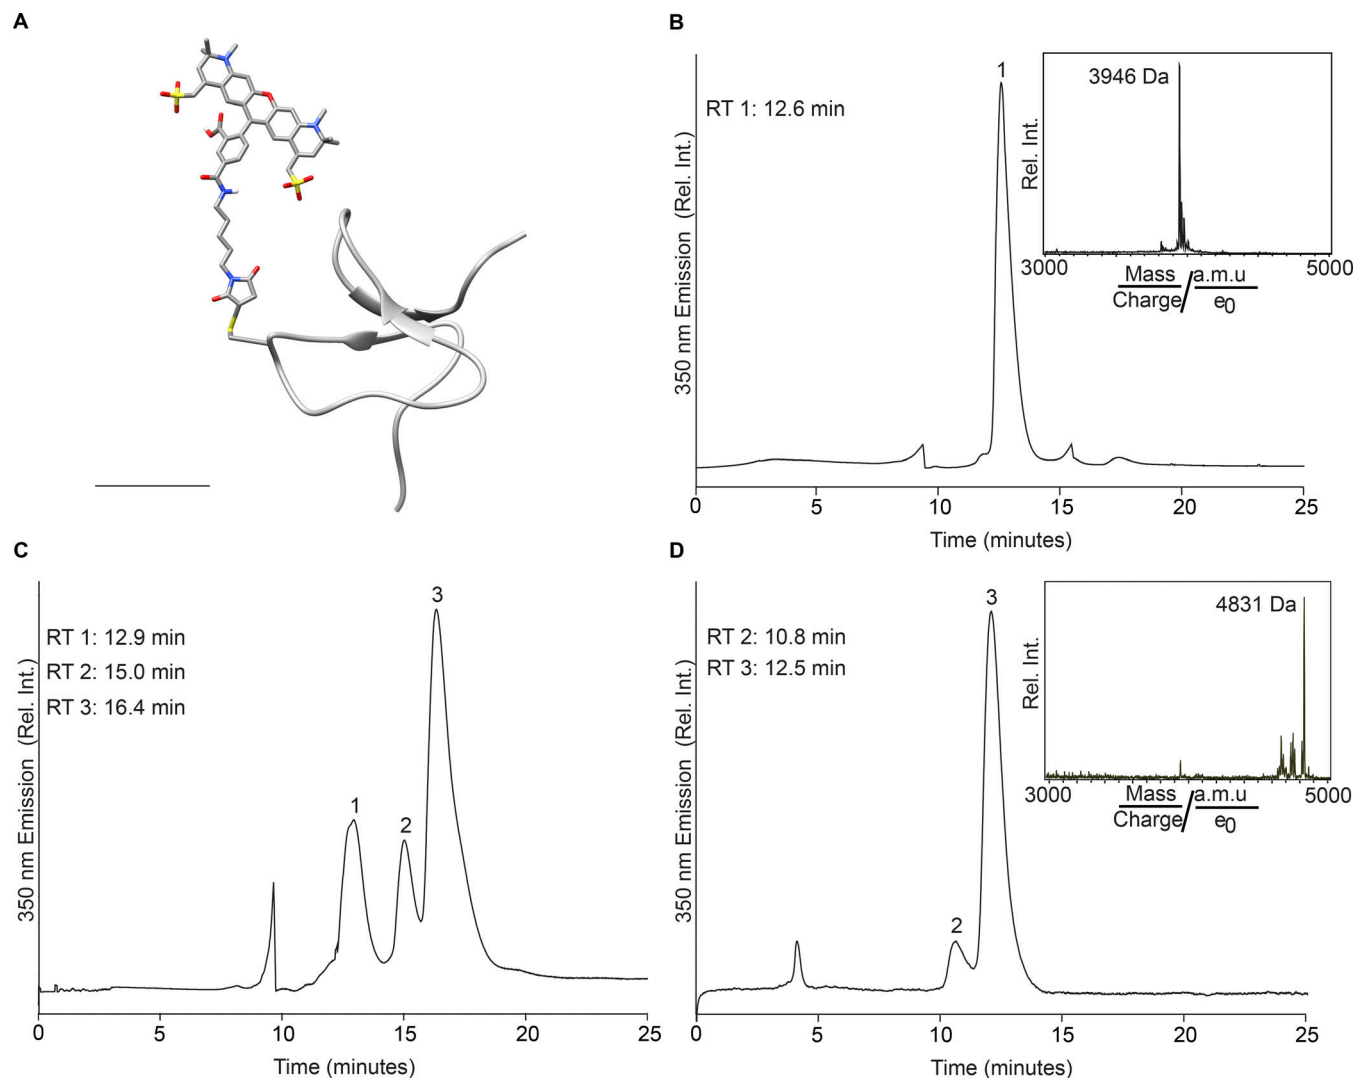 A
B
RT 1: 12.6 min
1
3946 Da
Rel. Int.
3000
5000
Mass
Charge
/
a.m.u
e0
350 nm Emission (Rel. Int.)
0
5
10
15
20
25
Time (minutes)
C
RT 1: 12.9 min
RT 2: 15.0 min
RT 3: 16.4 min
1
2
3
350 nm Emission (Rel. Int.)
0
5
10
15
20
25
Time (minutes)
D
RT 2: 10.8 min
RT 3: 12.5 min
2
3
4831 Da
Rel. Int.
3000
5000
Mass
Charge
/
a.m.u
e0
350 nm Emission (Rel. Int.)
0
5
10
15
20
25
Time (minutes)